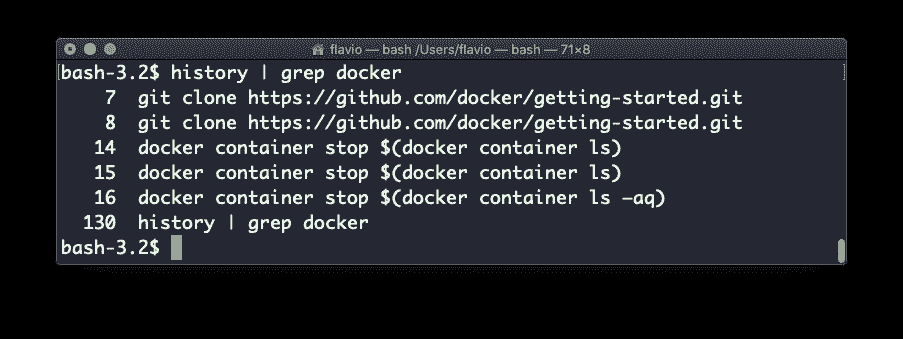 flavio — bash /Users/flavio — bash — 71×8
bash-3.2$ history | grep docker
7 git clone https://github.com/docker/getting-started.git
8 git clone https://github.com/docker/getting-started.git
14 docker container stop $(docker container ls)
15 docker container stop $(docker container ls)
16 docker container stop $(docker container ls –aq)
130 history | grep docker
bash-3.2$